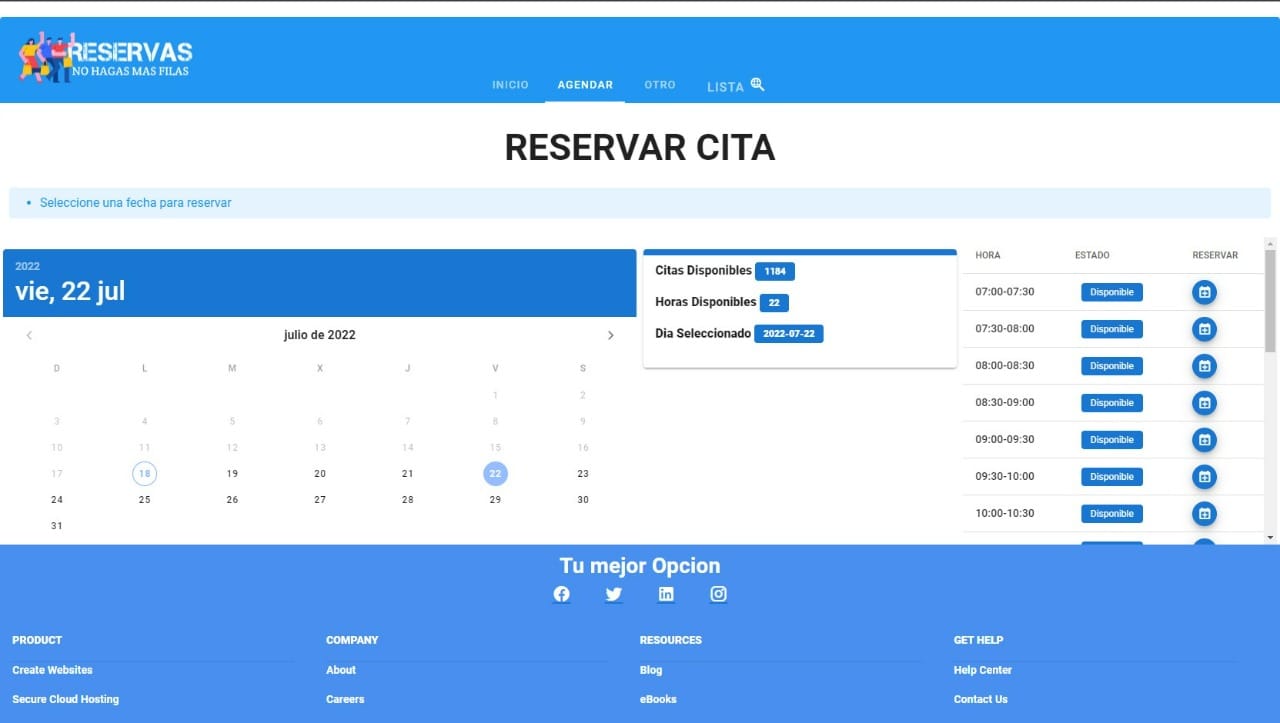 RESERVAS
NO HAGAS MAS FILAS
INICIO AGENDAR OTRO LISTA
RESERVAR CITA
• Seleccione una fecha para reservar
2022
vie, 22 jul
julio de 2022
D L M X J V S
1 2
3 4 5 6 7 8 9
10 11 12 13 14 15 16
17 18 19 20 21 22 23
24 25 26 27 28 29 30
31
Citas Disponibles 1184
Horas Disponibles 22
Dia Seleccionado 2022-07-22
HORA ESTADO RESERVAR
07:00-07:30 Disponible
07:30-08:00 Disponible
08:00-08:30 Disponible
08:30-09:00 Disponible
09:00-09:30 Disponible
09:30-10:00 Disponible
10:00-10:30 Disponible
Tu mejor Opcion
PRODUCT COMPANY RESOURCES GET HELP
Create Websites About Blog Help Center
Secure Cloud Hosting Careers eBooks Contact Us